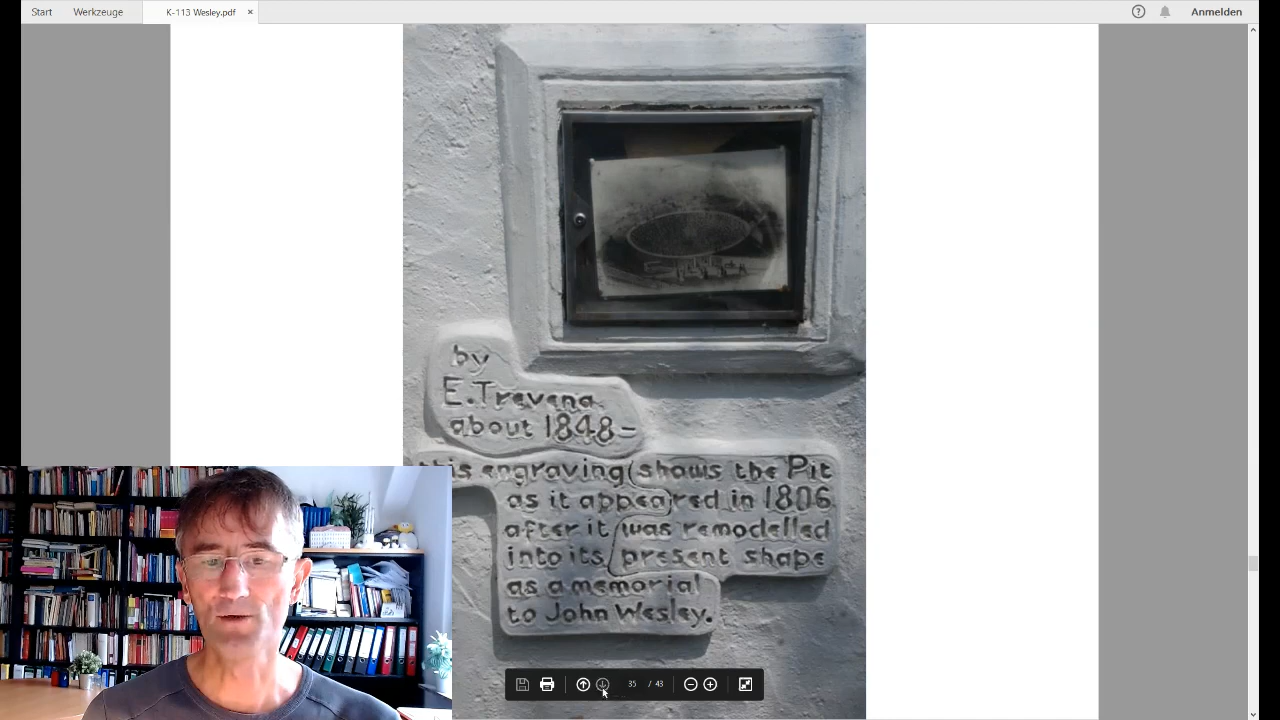 Start Werkzeuge K-113 Wesley.pdf × Anmelden
by
E.Trevena
about 1848-
this engraving shows the Pit
as it appeared in 1806
after it was remodelled
into its present shape
as a memorial
to John Wesley.
35 / 43